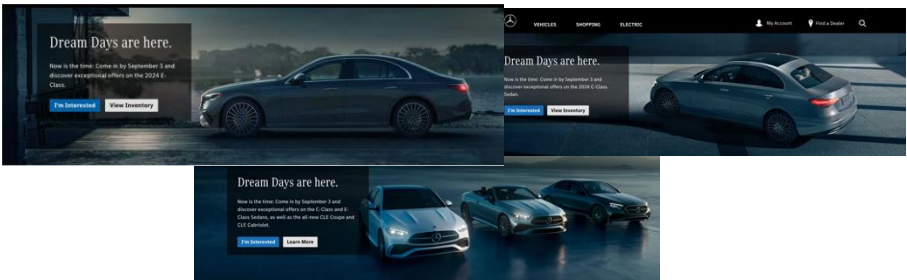 Dream Days are here.
Now is the time: Come in by September 3 and
discover exceptional offers on the 2024 E-
Class.
I'm Interested View Inventory
VEHICLES SHOPPING ELECTRIC My Account Find a Dealer
Dream Days are here.
Now is the time: Come in by September 3 and
discover exceptional offers on the 2024 C-Class
Sedan.
I'm Interested View Inventory
Dream Days are here.
Now is the time: Come in by September 3 and
discover exceptional offers on the C-Class and E-
Class Sedans, as well as the all-new CLE Coupe and
CLE Cabriolet.
I'm Interested Learn More